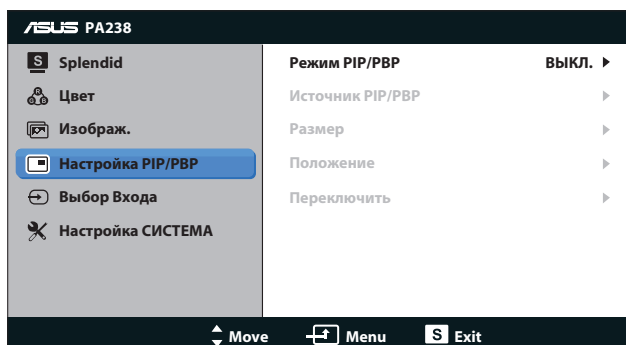 ASUS PA238
S Splendid
Цвет
Изображ.
Настройка PIP/PBP
Выбор Входа
Настройка СИСТЕМА
Режим PIP/PBP ВЫКЛ.
Источник PIP/PBP
Размер
Положение
Переключить
Move Menu S Exit